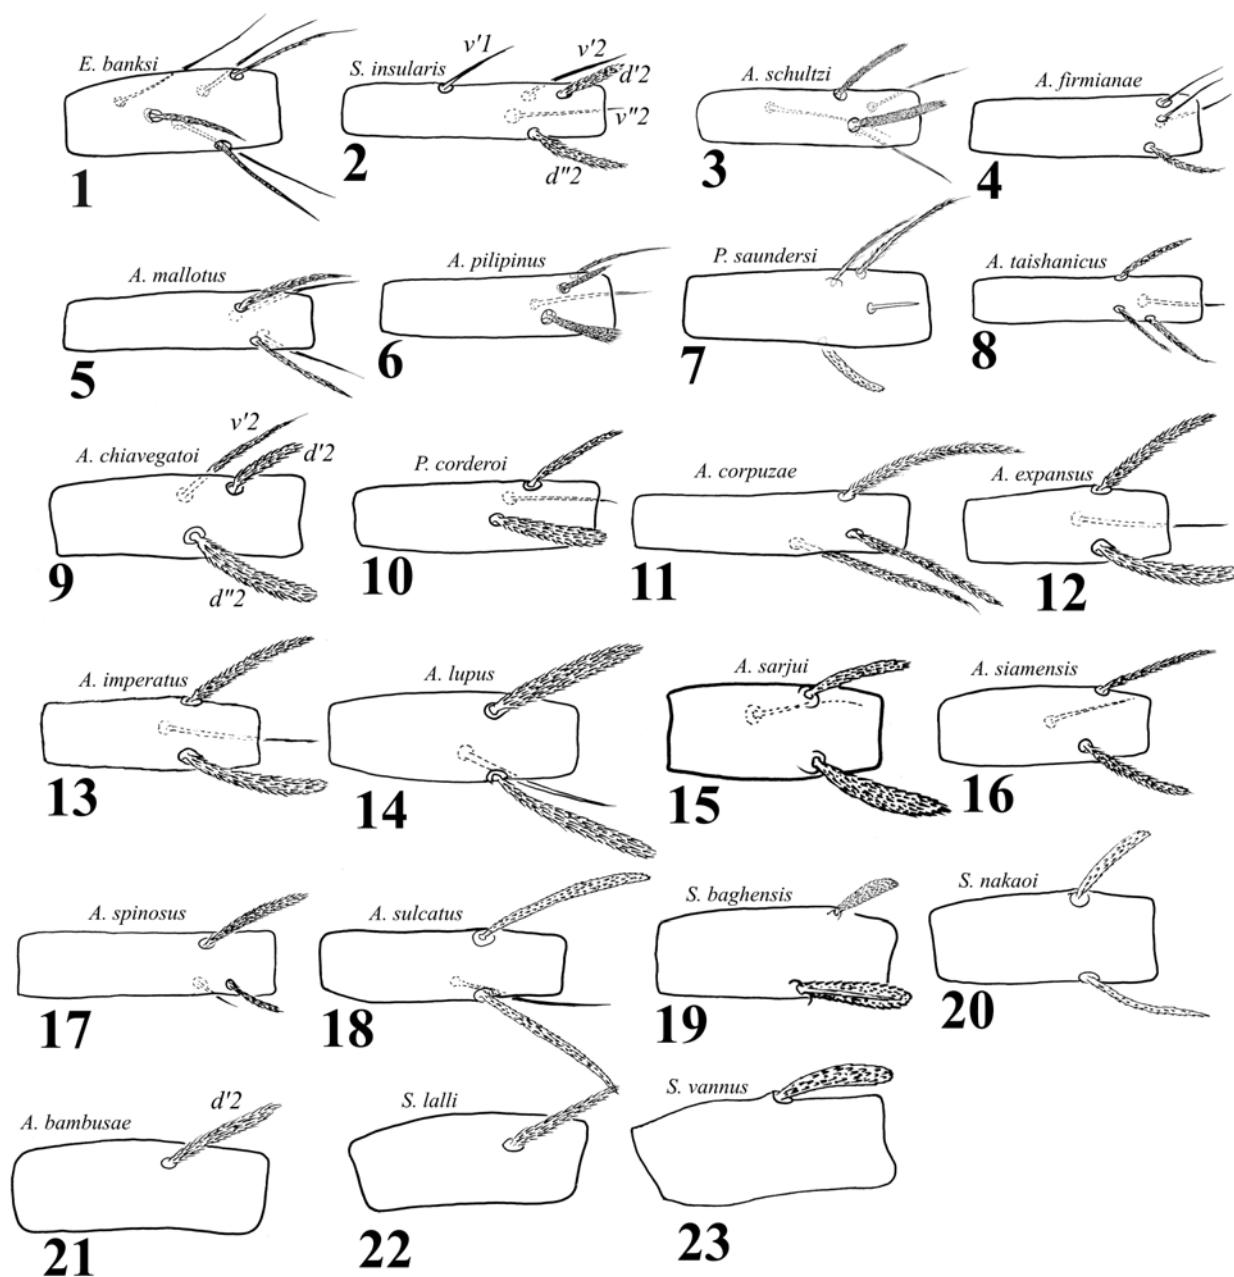 E. banksi
1
S. insularis
v'1
v'2
d'2
v"2
d"2
2
A. schultzi
3
A. firmianae
4
A. mallotus
5
A. pilipinus
6
P. saundersi
7
A. taishanicus
8
A. chiavegatoi
v'2
d'2
d"2
9
P. corderoi
10
A. corpuzae
11
A. expansus
12
A. imperatus
13
A. lupus
14
A. sarjui
15
A. siamensis
16
A. spinosus
17
A. sulcatus
18
S. baghensis
19
S. nakaoi
20
A. bambusae
d'2
21
S. lalli
22
S. vannus
23